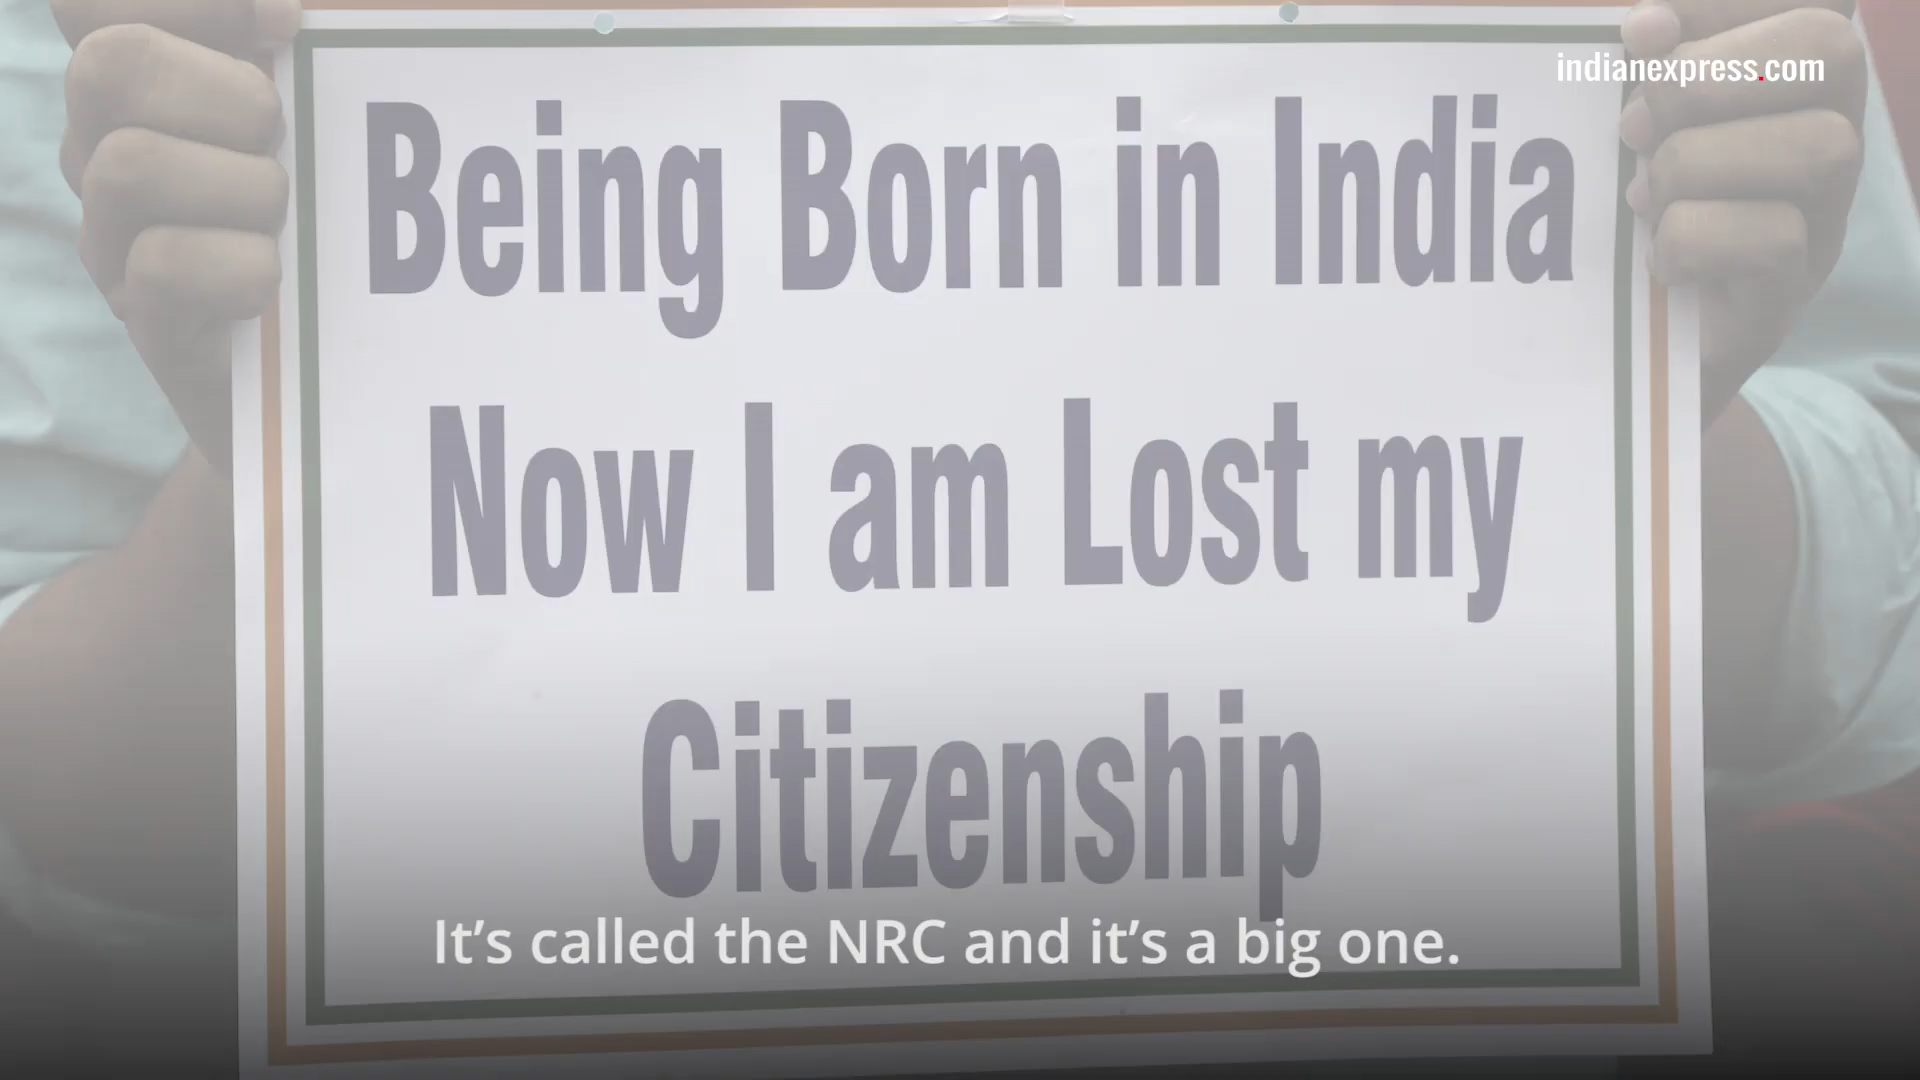 indianexpress.com
Being Born in India
Now I am Lost my
Citizenship
It's called the NRC and it's a big one.